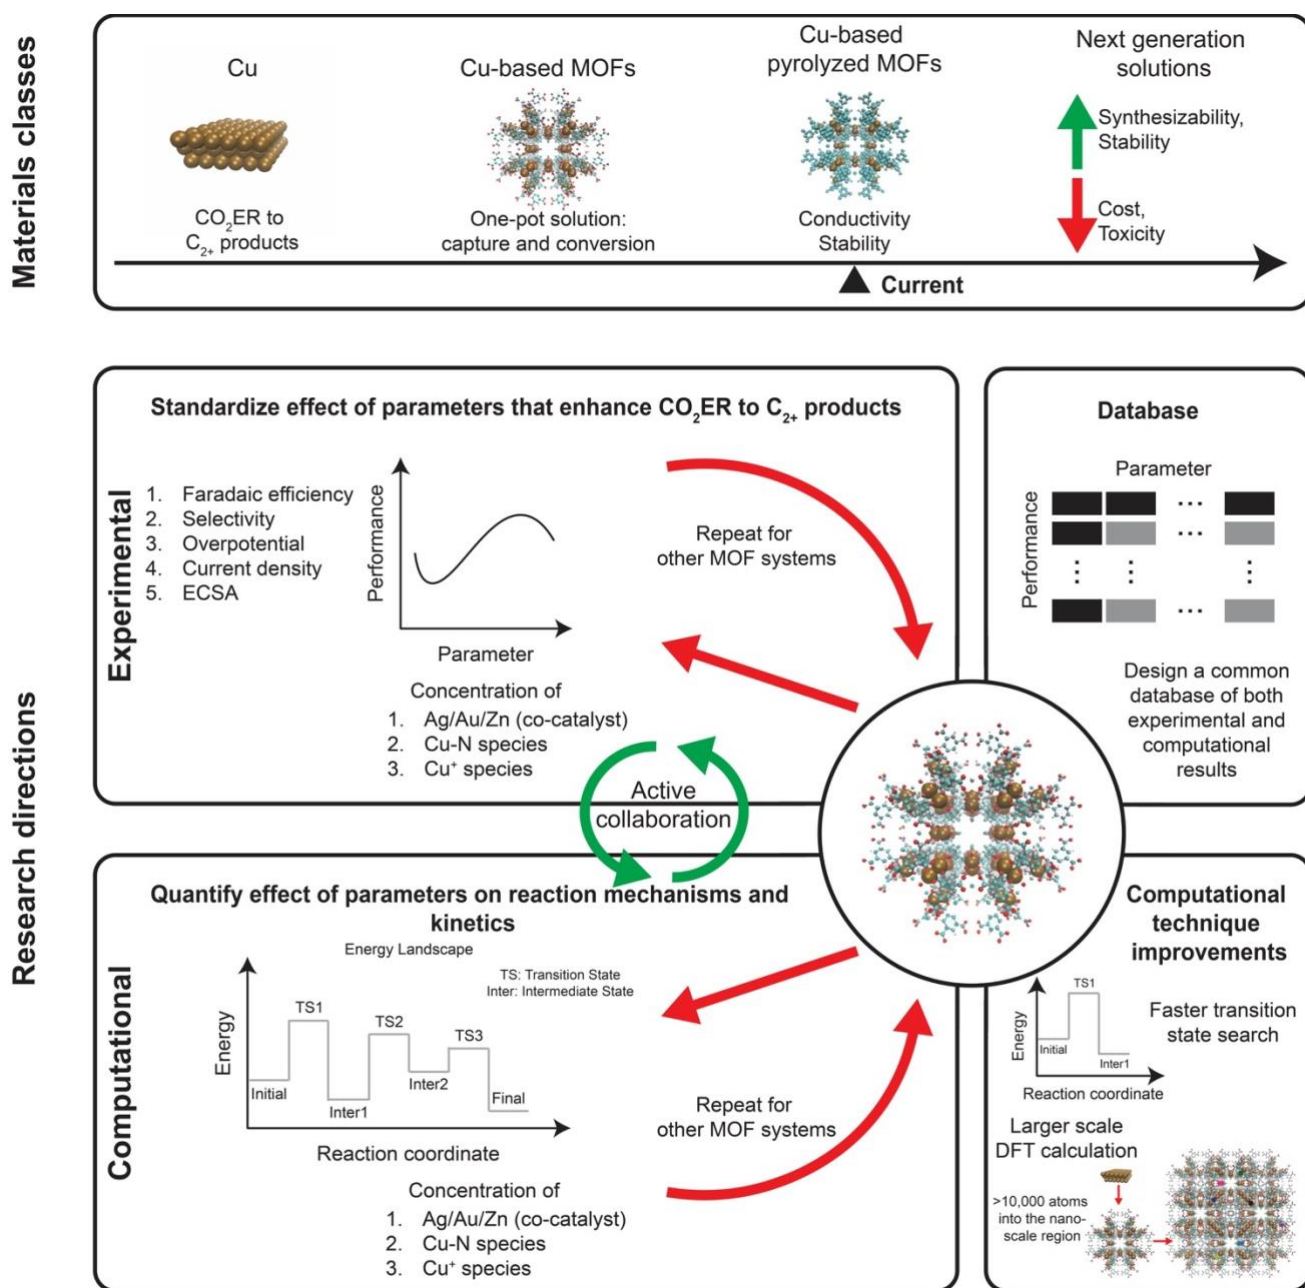 Materials classes
Cu
CO₂ER to
C₂₊ products
Cu-based MOFs
One-pot solution:
capture and conversion
Cu-based
pyrolyzed MOFs
Conductivity
Stability
Next generation
solutions
Synthesizability,
Stability
Cost,
Toxicity
Current
Research directions
Experimental
Standardize effect of parameters that enhance CO₂ER to C₂₊ products
1. Faradaic efficiency
2. Selectivity
3. Overpotential
4. Current density
5. ECSA
Performance
Parameter
Concentration of
1. Ag/Au/Zn (co-catalyst)
2. Cu-N species
3. Cu⁺ species
Repeat for
other MOF systems
Database
Parameter
Performance
Design a common
database of both
experimental and
computational
results
Active
collaboration
Computational
Quantify effect of parameters on reaction mechanisms and
kinetics
Energy Landscape
TS: Transition State
Inter: Intermediate State
Energy
Initial
TS1
Inter1
TS2
Inter2
TS3
Final
Reaction coordinate
Concentration of
1. Ag/Au/Zn (co-catalyst)
2. Cu-N species
3. Cu⁺ species
Repeat for
other MOF systems
Computational
technique
improvements
Energy
Initial
TS1
Inter1
Reaction coordinate
Faster transition
state search
Larger scale
DFT calculation
>10,000 atoms
into the nano-
scale region